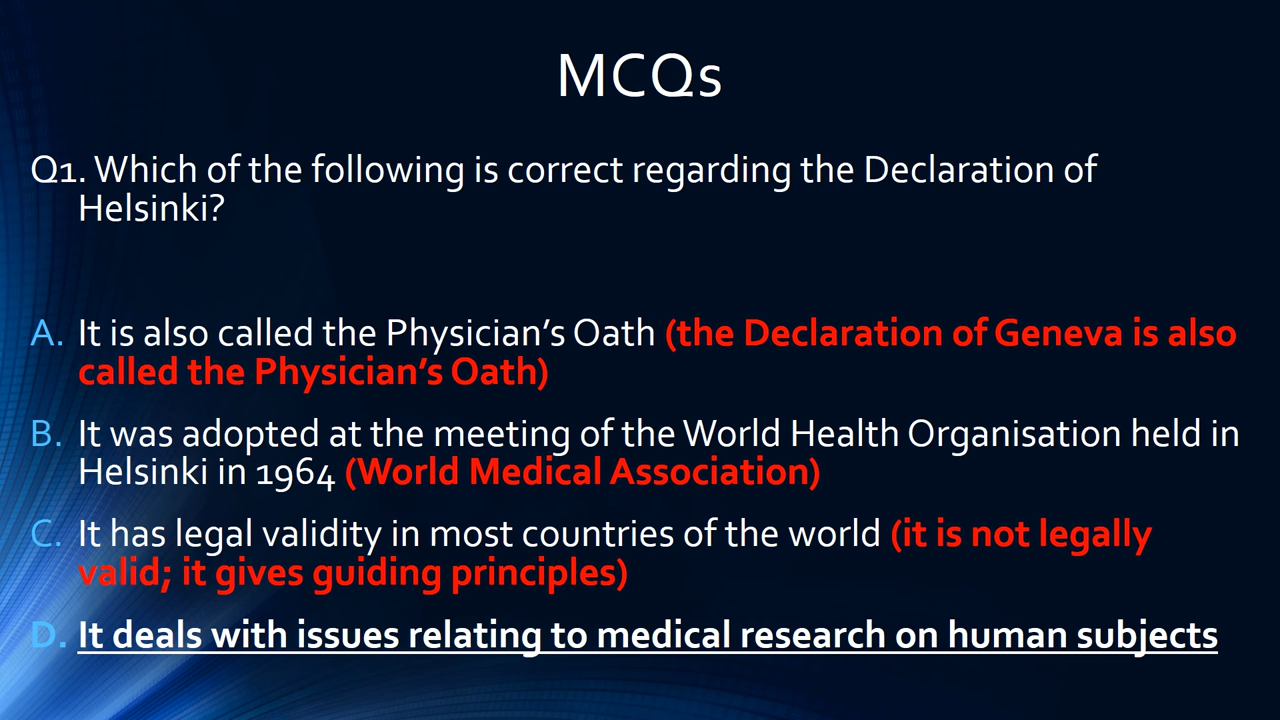 MCQs
Q1. Which of the following is correct regarding the Declaration of
Helsinki?
A. It is also called the Physician’s Oath (the Declaration of Geneva is also
called the Physician’s Oath)
B. It was adopted at the meeting of the World Health Organisation held in
Helsinki in 1964 (World Medical Association)
C. It has legal validity in most countries of the world (it is not legally
valid; it gives guiding principles)
D. It deals with issues relating to medical research on human subjects